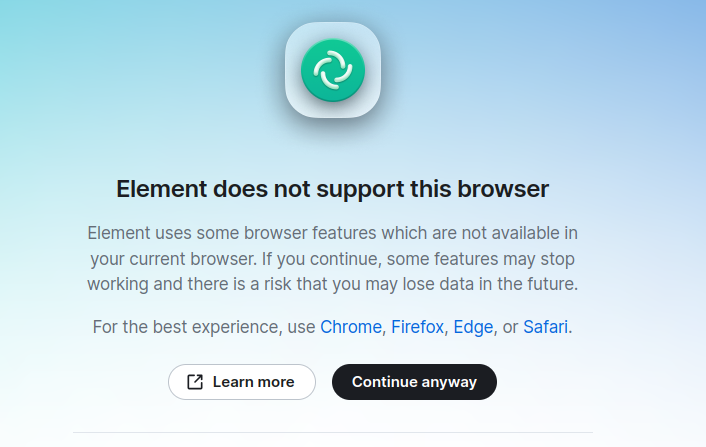 Element does not support this browser
Element uses some browser features which are not available in
your current browser. If you continue, some features may stop
working and there is a risk that you may lose data in the future.
For the best experience, use Chrome, Firefox, Edge, or Safari.
Learn more
Continue anyway